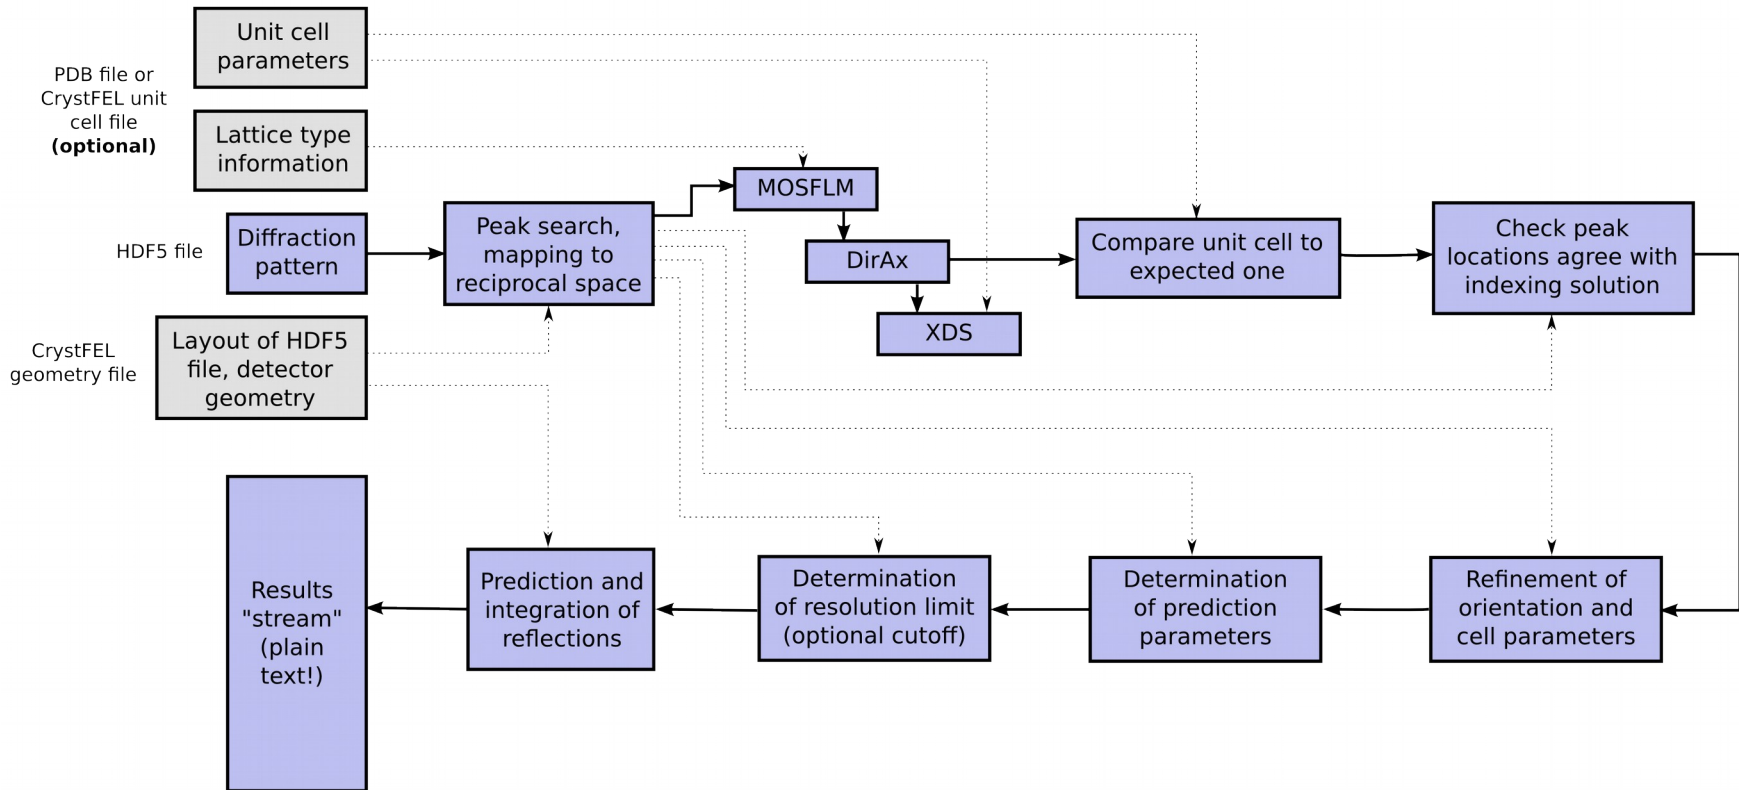 Unit cell
parameters
PDB file or
CrystFEL unit
cell file
(optional)
Lattice type
information
MOSFLM
HDF5 file
Diffraction
pattern
Peak search,
mapping to
reciprocal space
DirAx
XDS
Compare unit cell to
expected one
Check peak
locations agree with
indexing solution
CrystFEL
geometry file
Layout of HDF5
file, detector
geometry
Results
"stream"
(plain
text!)
Prediction and
integration of
reflections
Determination
of resolution limit
(optional cutoff)
Determination
of prediction
parameters
Refinement of
orientation and
cell parameters